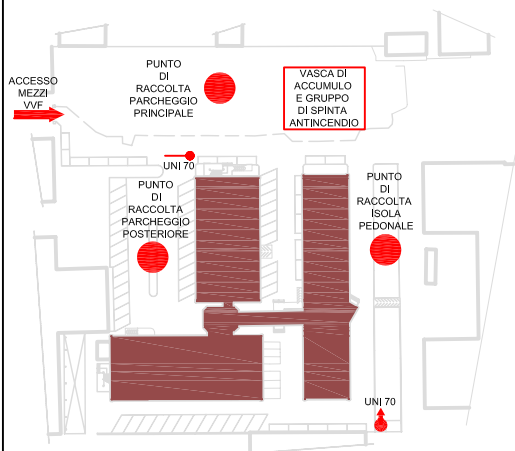 ACCESSO
MEZZI
VVF
PUNTO
DI
RACCOLTA
PARCHEGGIO
PRINCIPALE
VASCA DI
ACCUMULO
E GRUPPO
DI SPINTA
ANTINCENDIO
UNI 70
PUNTO
DI
RACCOLTA
PARCHEGGIO
POSTERIORE
PUNTO
DI
RACCOLTA
ISOLA
PEDONALE
UNI 70